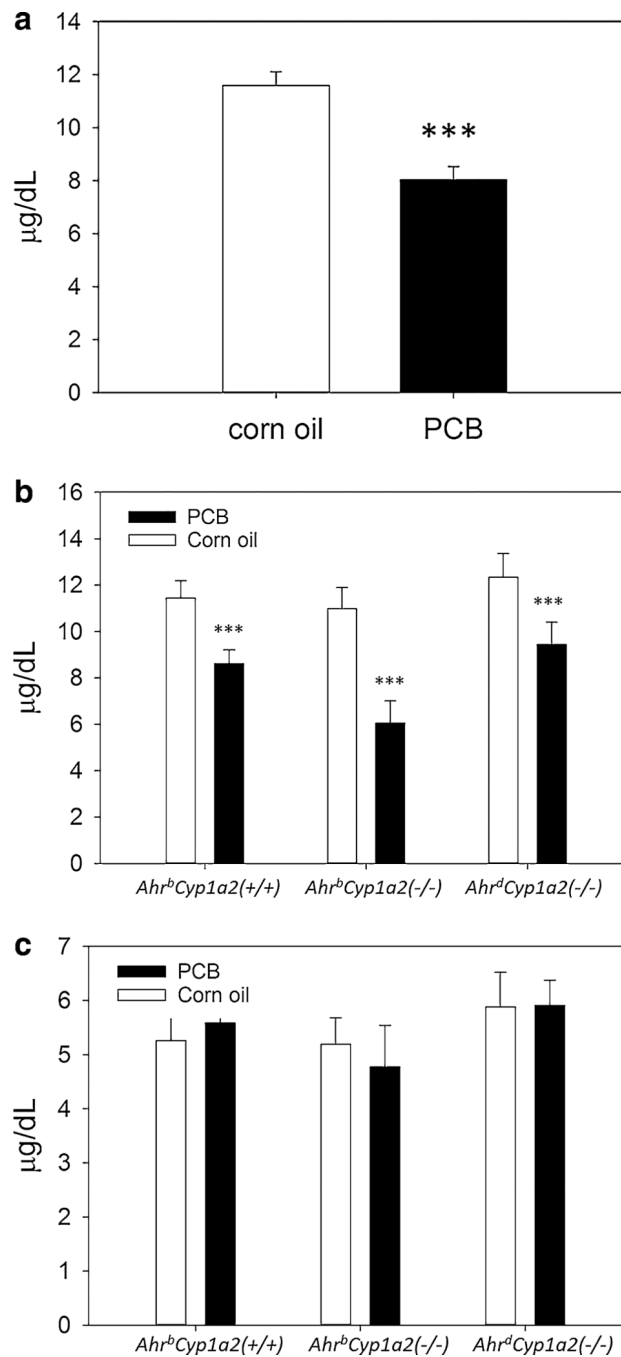 a
14
12
10
8
6
4
2
0
µg/dL
***
corn oil PCB
b
16
14
12
10
8
6
4
2
0
µg/dL
PCB
Corn oil
*** *** ***
AhrᵇCyp1a2(+/+) AhrᵇCyp1a2(-/-) AhrᵈCyp1a2(-/-)
c
7
6
5
4
3
2
1
0
µg/dL
PCB
Corn oil
AhrᵇCyp1a2(+/+) AhrᵇCyp1a2(-/-) AhrᵈCyp1a2(-/-)